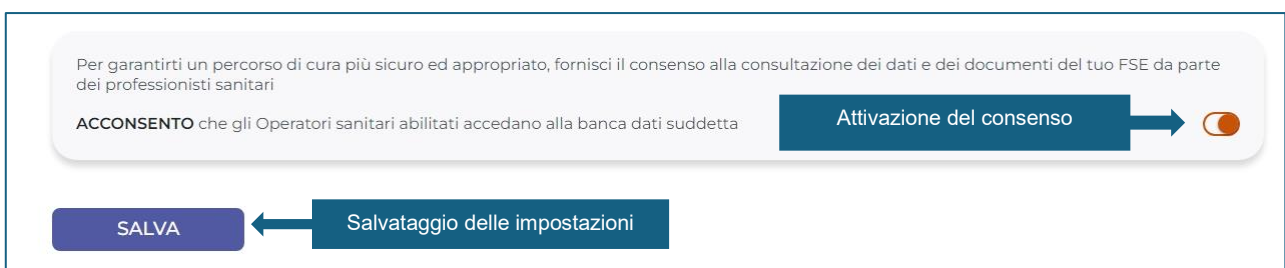 Per garantirti un percorso di cura più sicuro ed appropriato, fornisci il consenso alla consultazione dei dati e dei documenti del tuo FSE da parte
dei professionisti sanitari
ACCONSENTO che gli Operatori sanitari abilitati accedano alla banca dati suddetta
Attivazione del consenso
SALVA
Salvataggio delle impostazioni